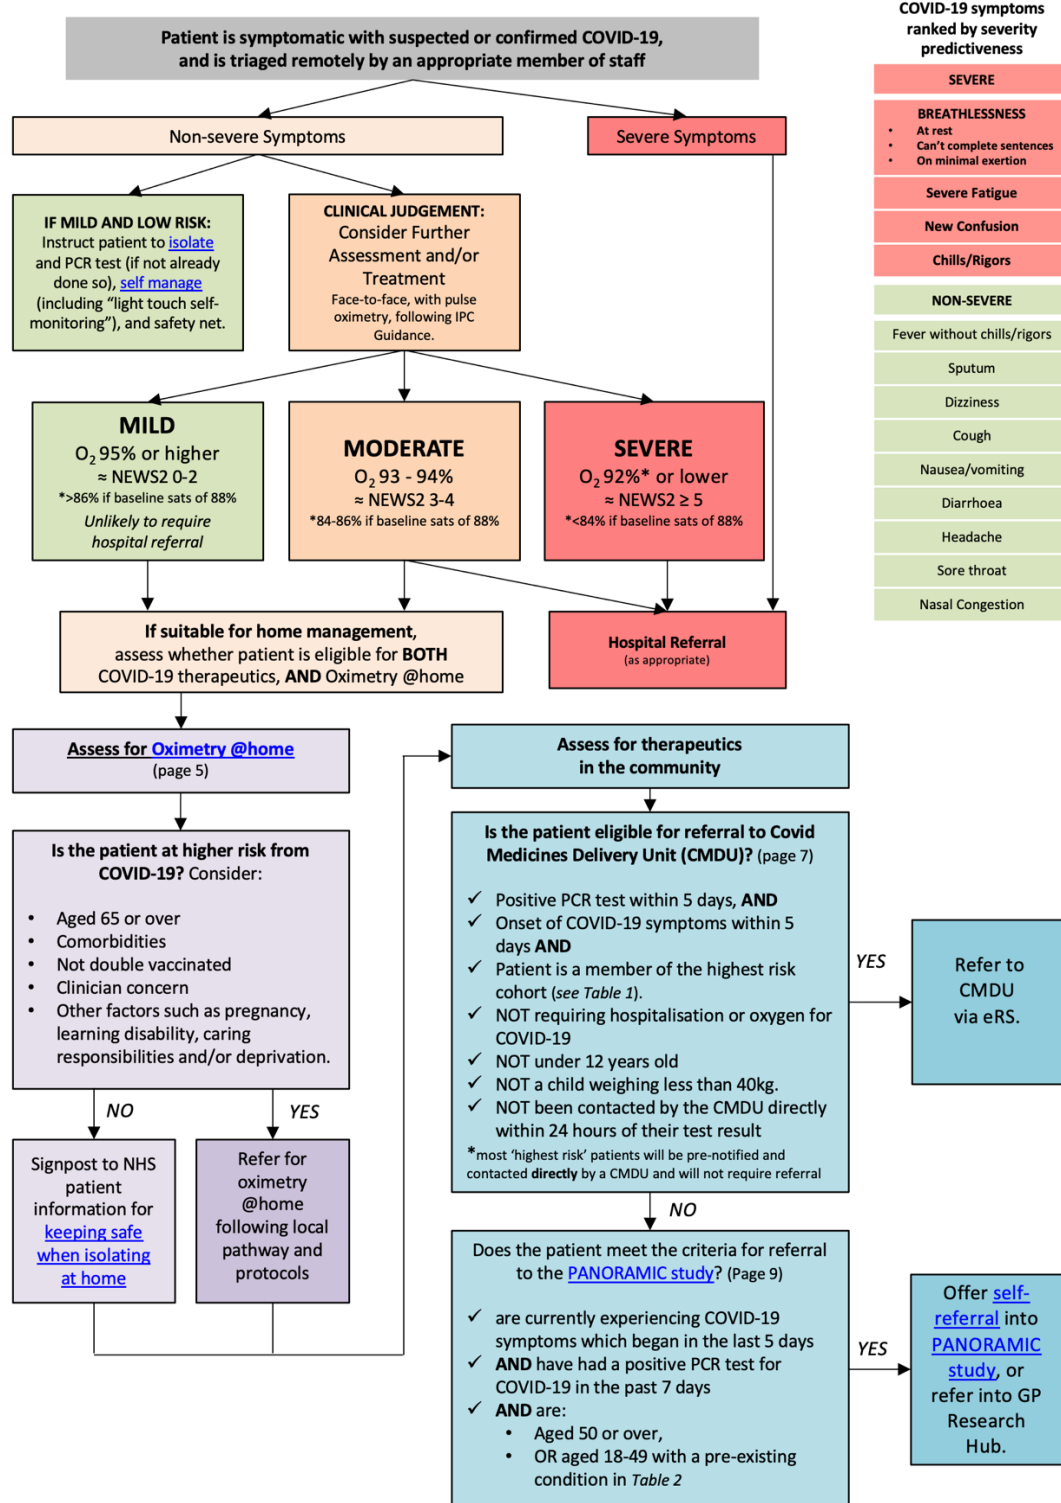 Patient is symptomatic with suspected or confirmed COVID-19,
and is triaged remotely by an appropriate member of staff
Non-severe Symptoms
Severe Symptoms
IF MILD AND LOW RISK:
Instruct patient to isolate
and PCR test (if not already
done so), self manage
(including “light touch self-
monitoring”), and safety net.
CLINICAL JUDGEMENT:
Consider Further
Assessment and/or
Treatment
Face-to-face, with pulse
oximetry, following IPC
Guidance.
MILD
O₂ 95% or higher
≈ NEWS2 0-2
*>86% if baseline sats of 88%
Unlikely to require
hospital referral
MODERATE
O₂ 93 - 94%
≈ NEWS2 3-4
*84-86% if baseline sats of 88%
SEVERE
O₂ 92%* or lower
≈ NEWS2 ≥ 5
*<84% if baseline sats of 88%
If suitable for home management,
assess whether patient is eligible for BOTH
COVID-19 therapeutics, AND Oximetry @home
Hospital Referral
(as appropriate)
Assess for Oximetry @home
(page 5)
Is the patient at higher risk from
COVID-19? Consider:
• Aged 65 or over
• Comorbidities
• Not double vaccinated
• Clinician concern
• Other factors such as pregnancy,
learning disability, caring
responsibilities and/or deprivation.
NO
YES
Signpost to NHS
patient
information for
keeping safe
when isolating
at home
Refer for
oximetry
@home
following local
pathway and
protocols
Assess for therapeutics
in the community
Is the patient eligible for referral to Covid
Medicines Delivery Unit (CMDU)? (page 7)
✓ Positive PCR test within 5 days, AND
✓ Onset of COVID-19 symptoms within 5
days AND
✓ Patient is a member of the highest risk
cohort (see Table 1).
✓ NOT requiring hospitalisation or oxygen for
COVID-19
✓ NOT under 12 years old
✓ NOT a child weighing less than 40kg.
✓ NOT been contacted by the CMDU directly
within 24 hours of their test result
*most ‘highest risk’ patients will be pre-notified and
contacted directly by a CMDU and will not require referral
YES
Refer to
CMDU
via eRS.
NO
Does the patient meet the criteria for referral
to the PANORAMIC study? (Page 9)
✓ are currently experiencing COVID-19
symptoms which began in the last 5 days
✓ AND have had a positive PCR test for
COVID-19 in the past 7 days
✓ AND are:
• Aged 50 or over,
• OR aged 18-49 with a pre-existing
condition in Table 2
YES
Offer self-
referral into
PANORAMIC
study, or
refer into GP
Research
Hub.
COVID-19 symptoms
ranked by severity
predictiveness
SEVERE
BREATHLESSNESS
• At rest
• Can’t complete sentences
• On minimal exertion
Severe Fatigue
New Confusion
Chills/Rigors
NON-SEVERE
Fever without chills/rigors
Sputum
Dizziness
Cough
Nausea/vomiting
Diarrhoea
Headache
Sore throat
Nasal Congestion